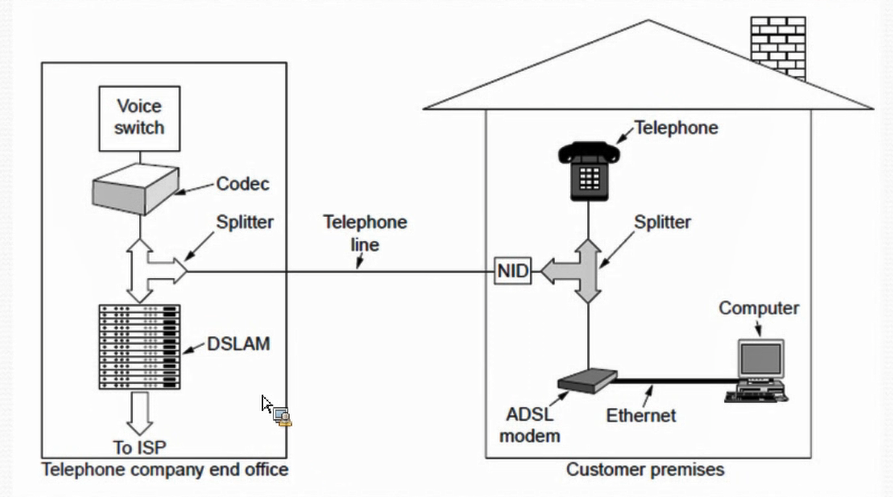 Voice
switch
Codec
Splitter
DSLAM
To ISP
Telephone company end office
Telephone
line
NID
Telephone
Splitter
Computer
ADSL
modem
Ethernet
Customer premises